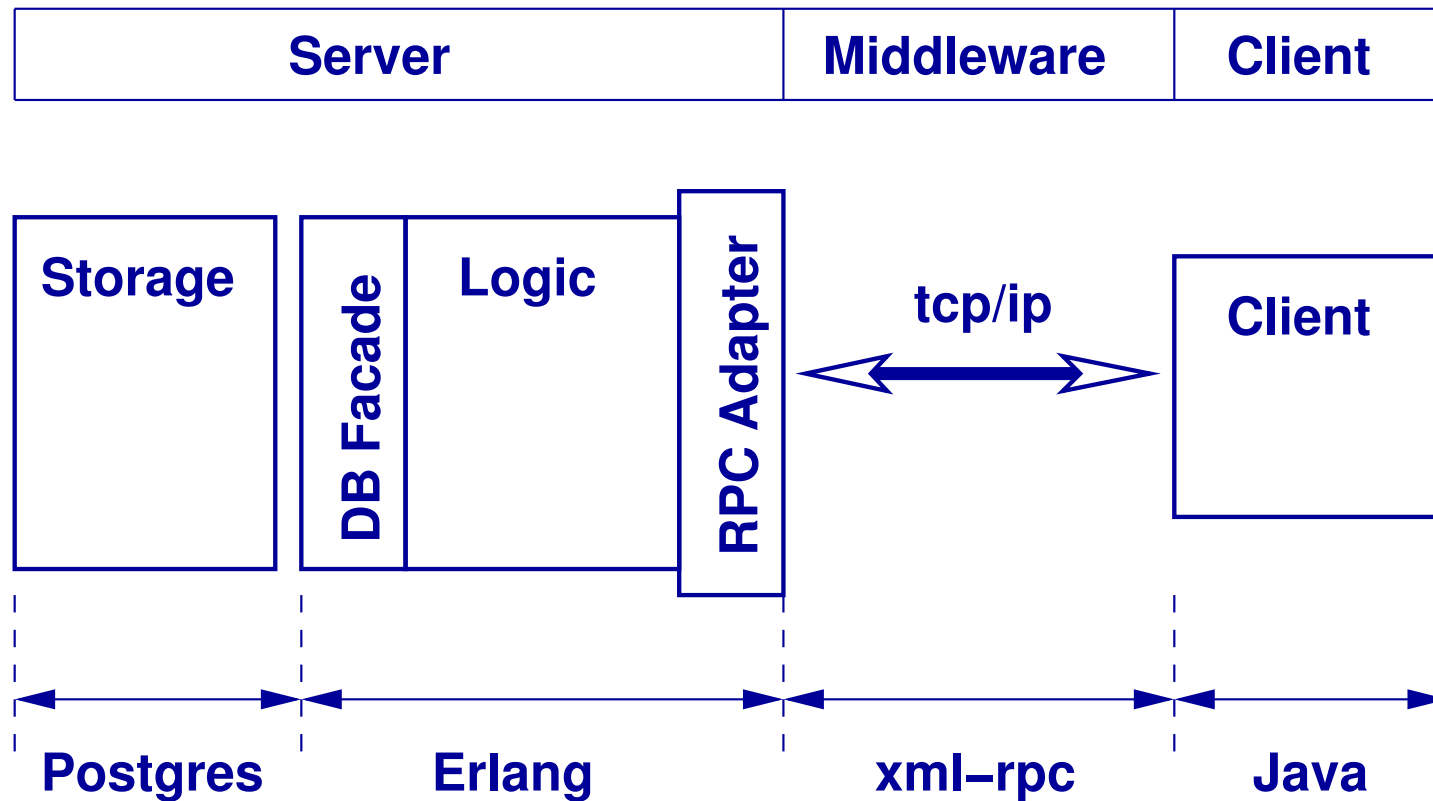 Server Middleware Client
Storage
DB Facade
Logic
RPC Adapter
tcp/ip
Client
Postgres Erlang xml–rpc Java